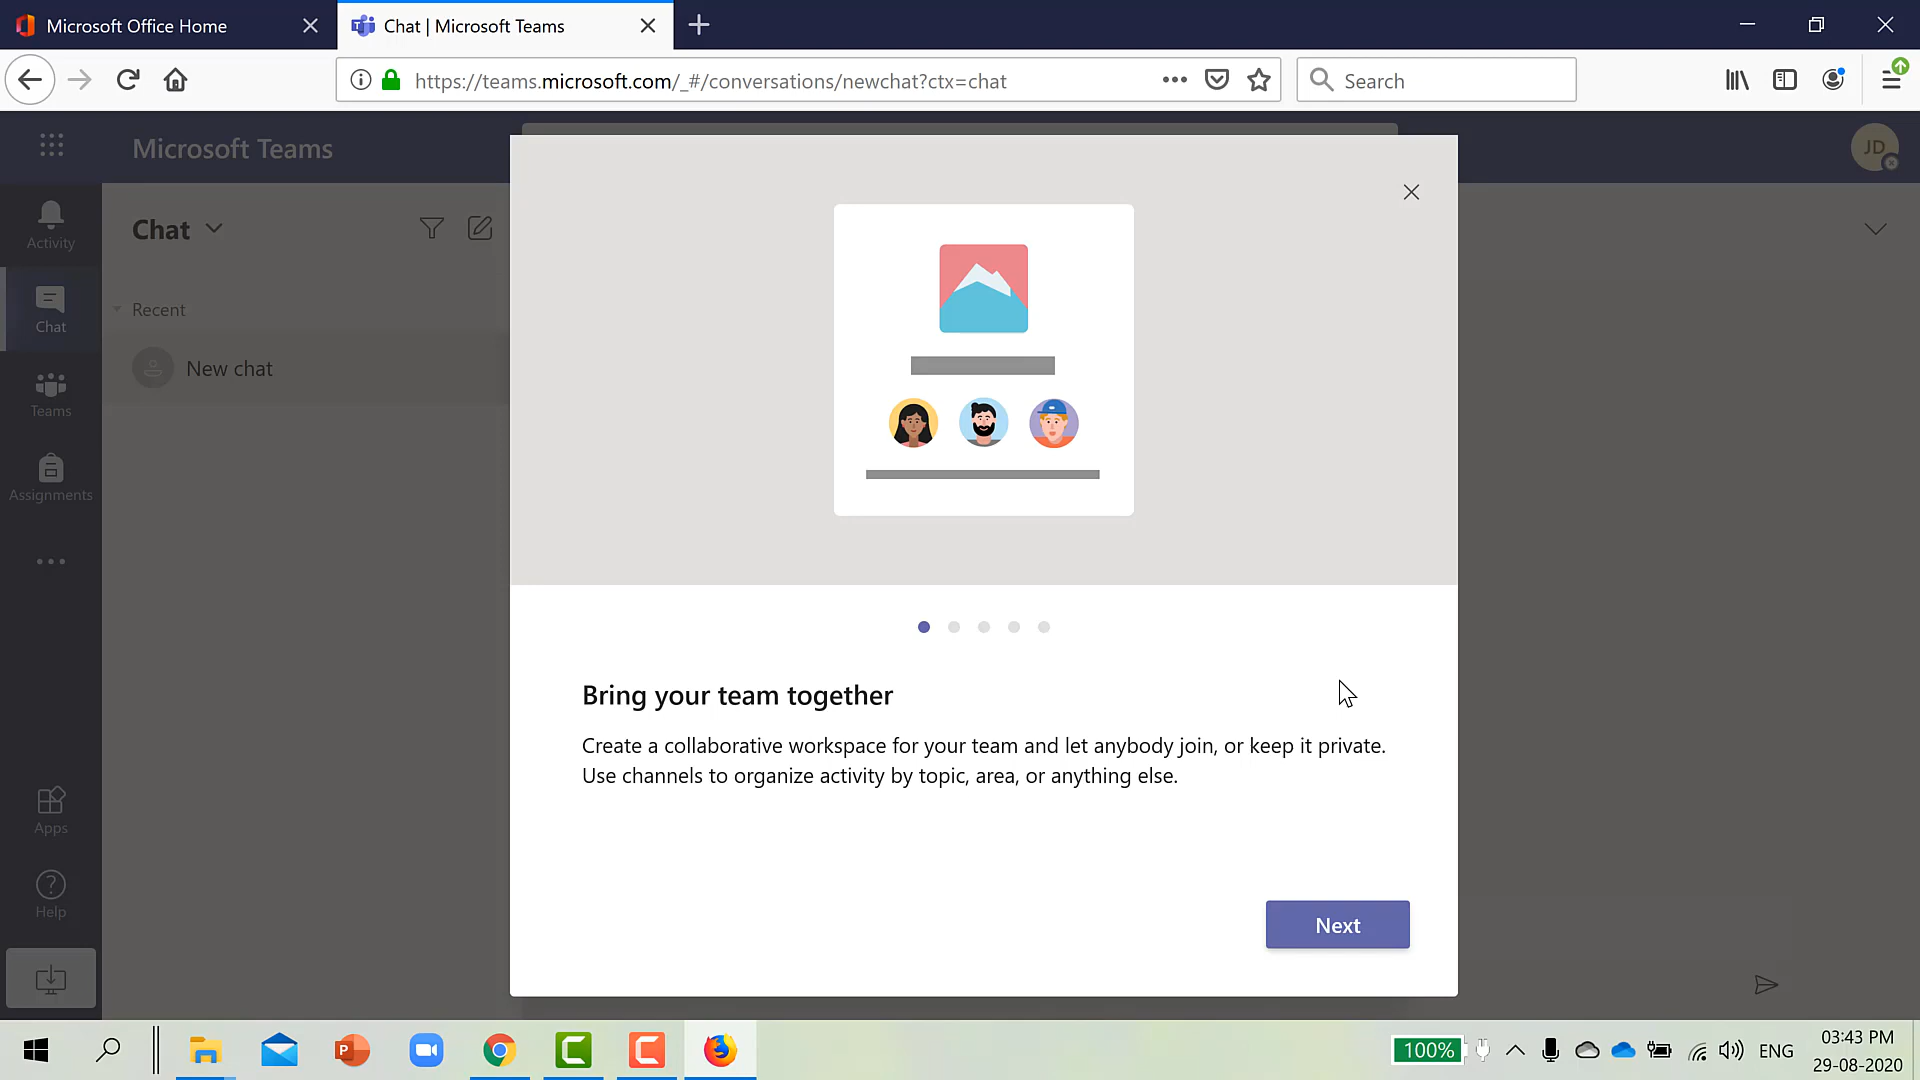 Microsoft Office Home
Chat | Microsoft Teams
https://teams.microsoft.com/_#/conversations/newchat?ctx=chat
Search
Microsoft Teams
JD
Activity
Chat
Teams
Assignments
Apps
Help
Chat
Recent
New chat
Bring your team together
Create a collaborative workspace for your team and let anybody join, or keep it private.
Use channels to organize activity by topic, area, or anything else.
Next
100%
ENG
03:43 PM
29-08-2020